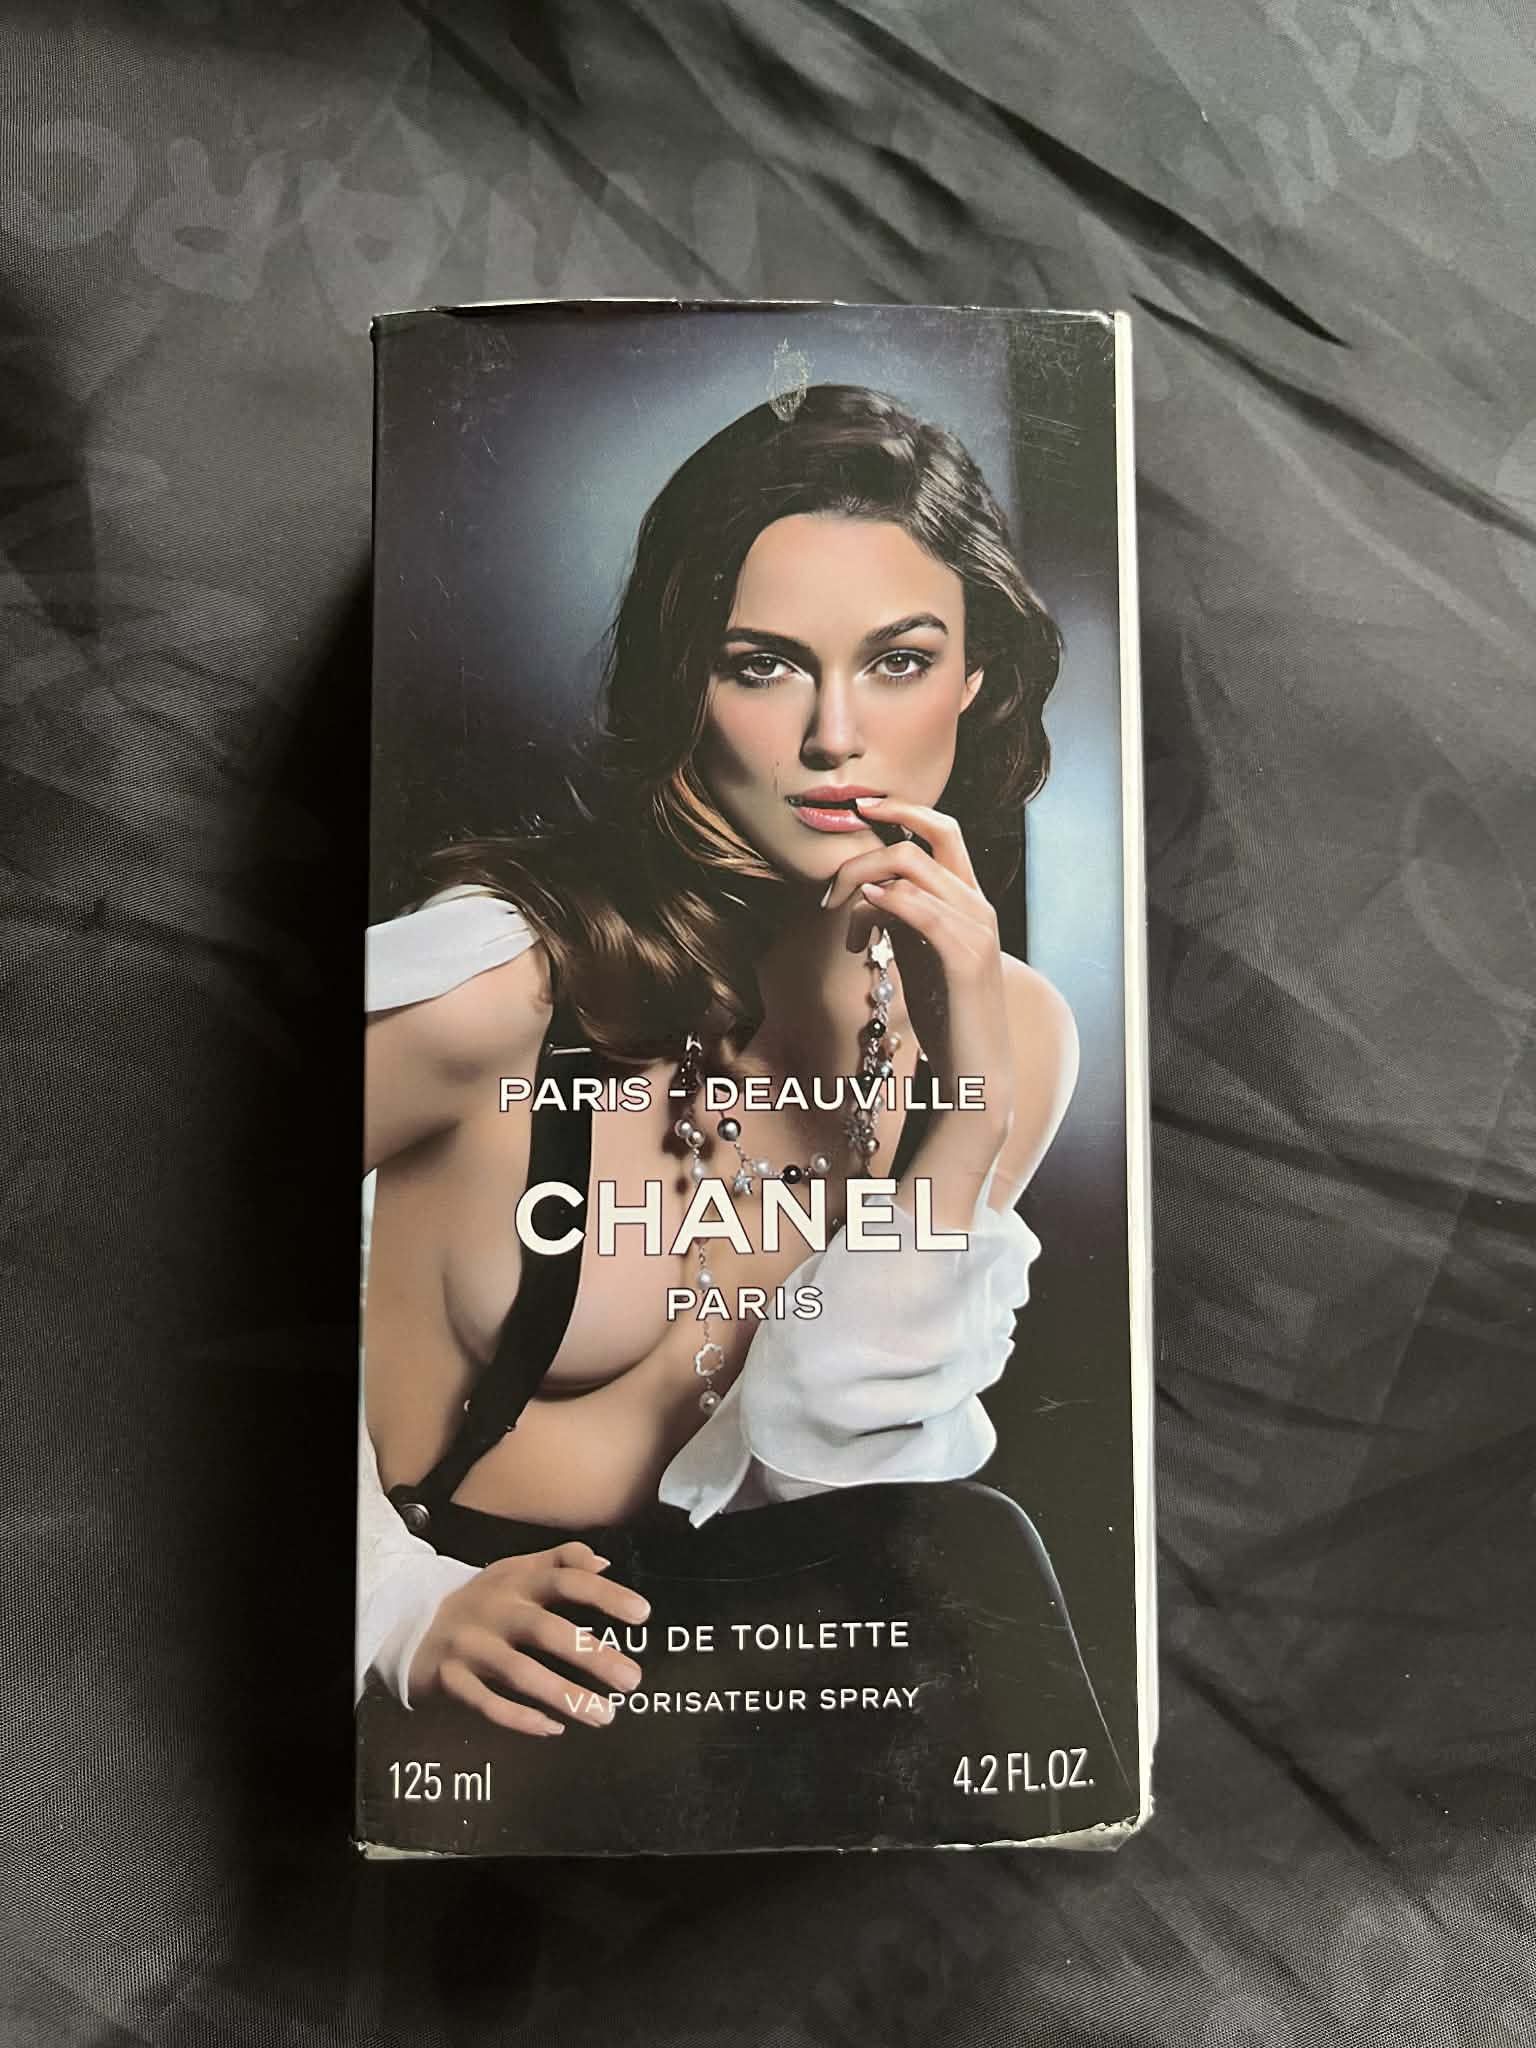 PARIS - DEAUVILLE
CHANEL
PARIS
EAU DE TOILETTE
VAPORISATEUR SPRAY
125 ml
4.2 FL.OZ.